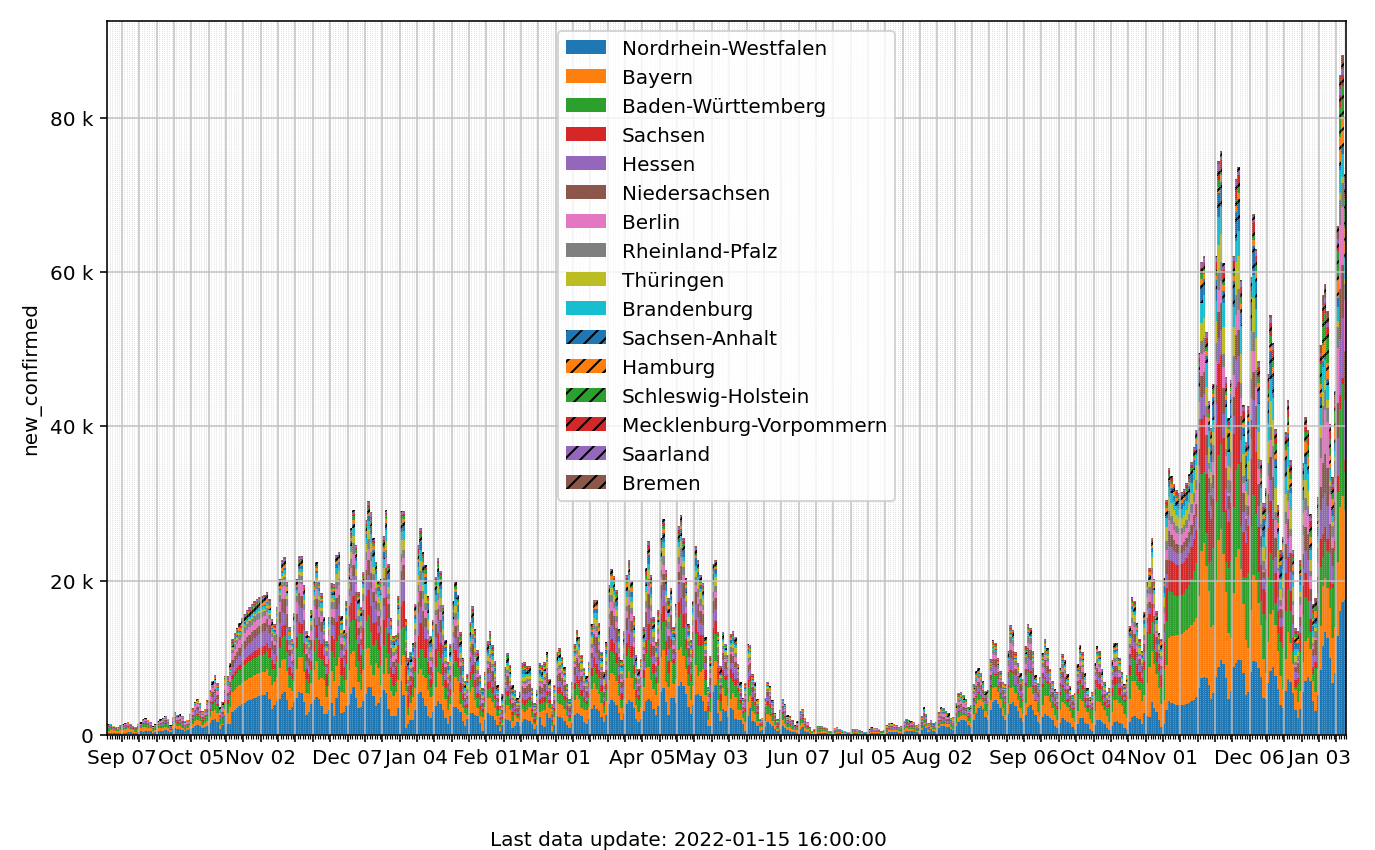 new_confirmed
80 k
60 k
40 k
20 k
0
Nordrhein-Westfalen
Bayern
Baden-Württemberg
Sachsen
Hessen
Niedersachsen
Berlin
Rheinland-Pfalz
Thüringen
Brandenburg
Sachsen-Anhalt
Hamburg
Schleswig-Holstein
Mecklenburg-Vorpommern
Saarland
Bremen
Sep 07 Oct 05 Nov 02 Dec 07 Jan 04 Feb 01 Mar 01 Apr 05 May 03 Jun 07 Jul 05 Aug 02 Sep 06 Oct 04 Nov 01 Dec 06 Jan 03
Last data update: 2022-01-15 16:00:00